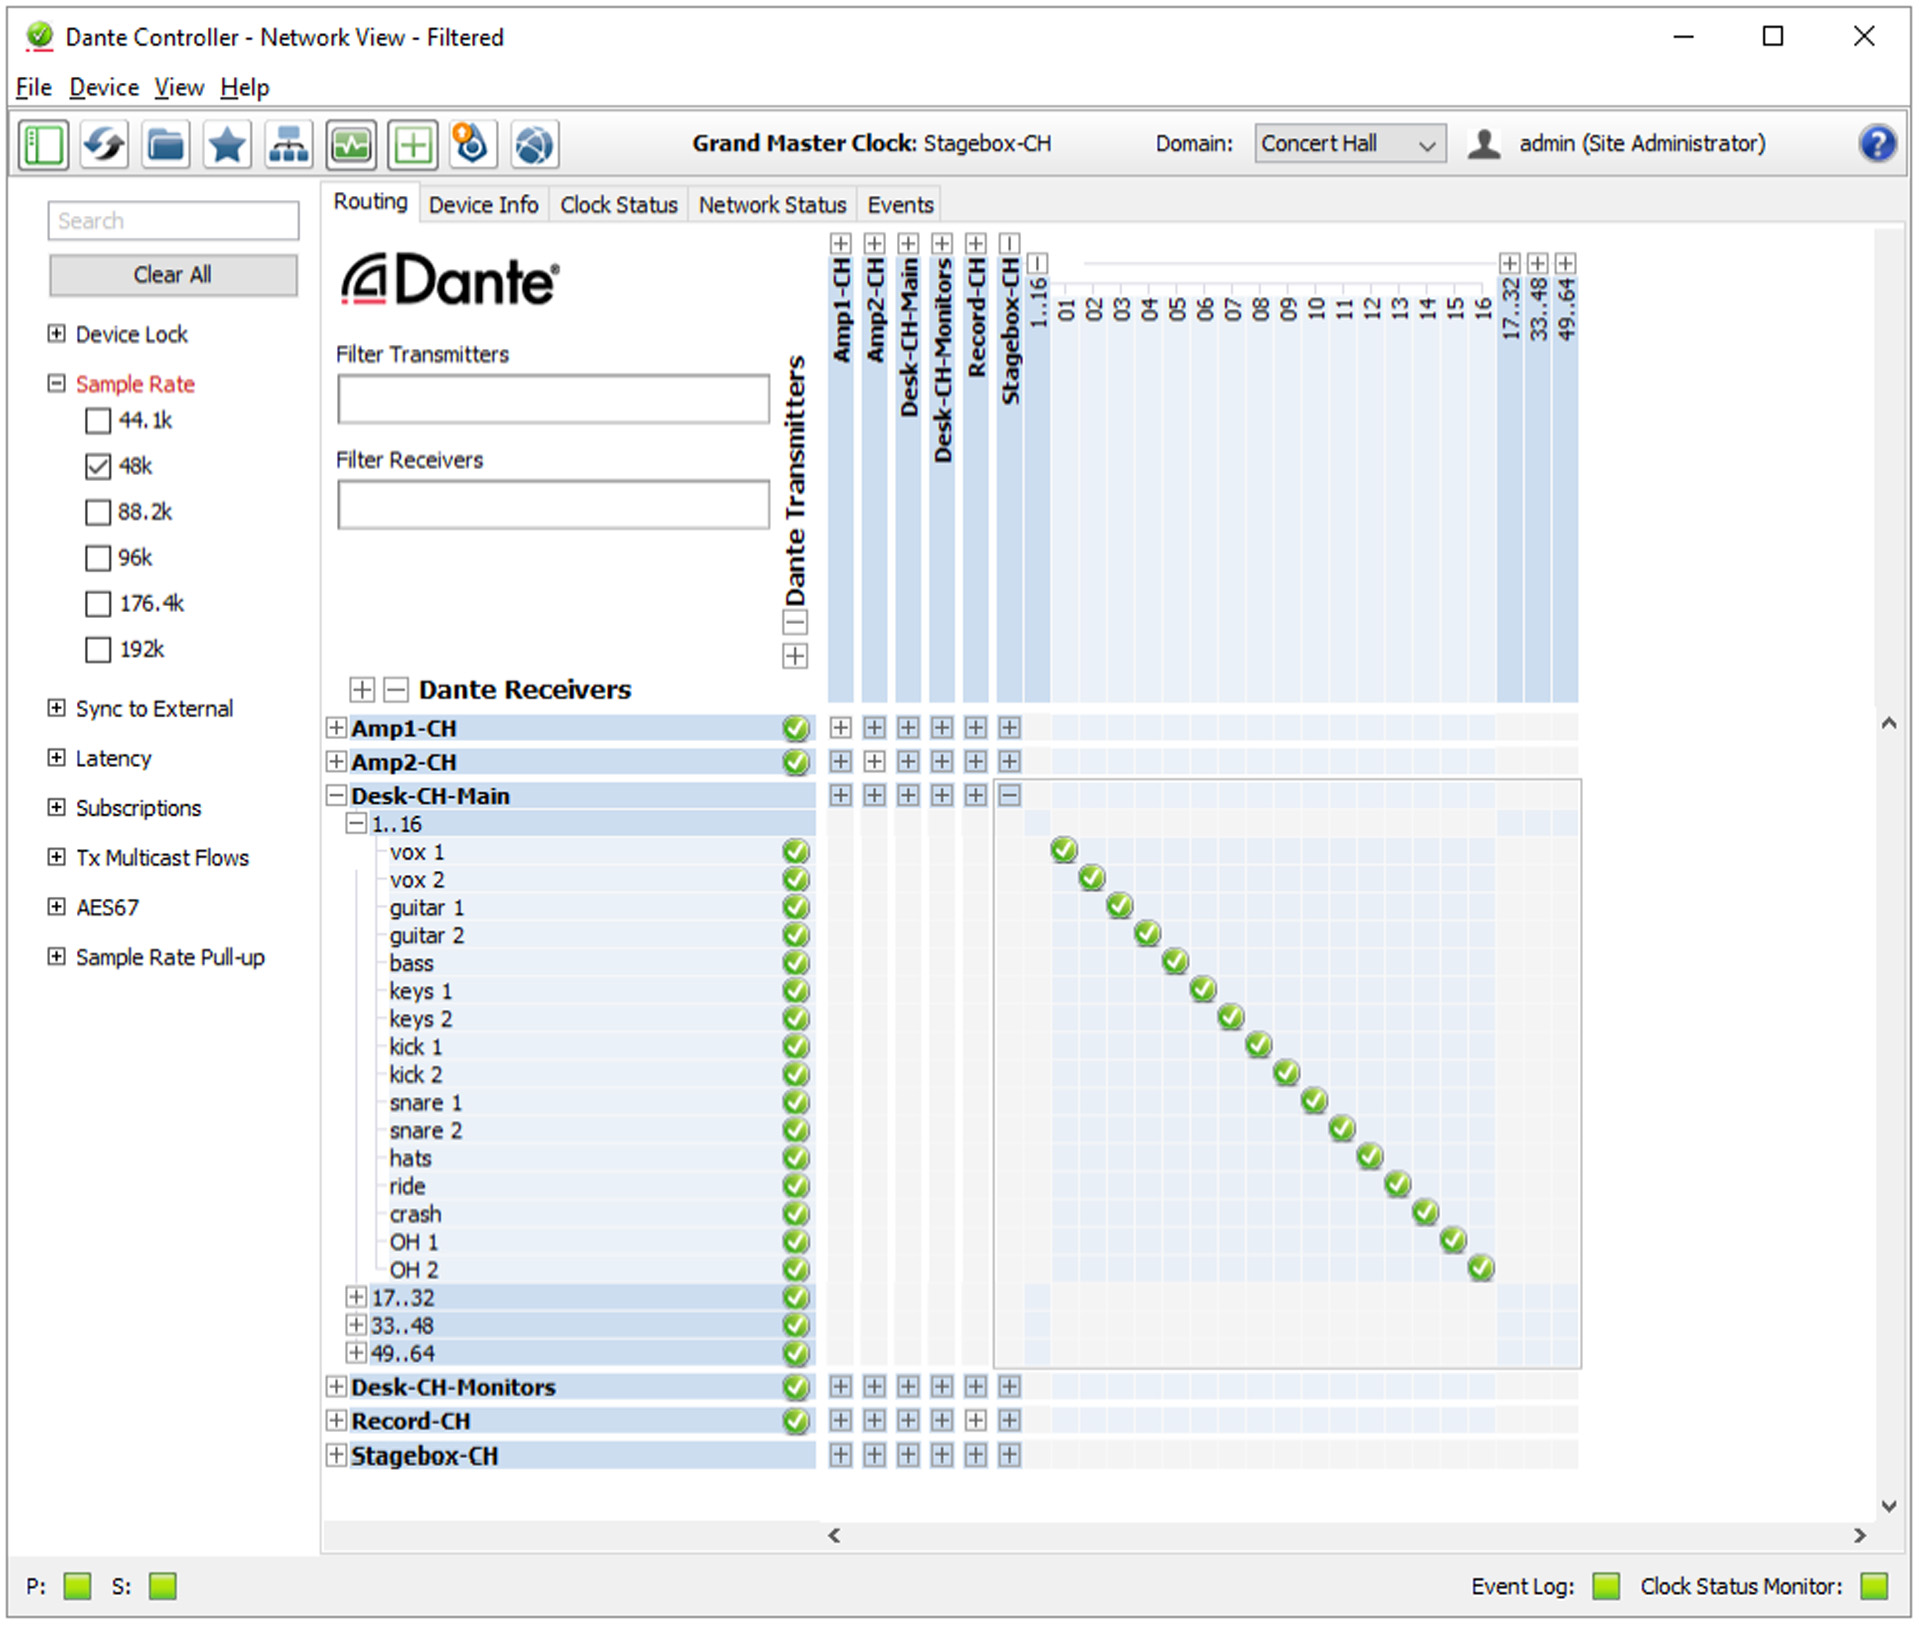 Dante Controller - Network View - Filtered
File Device View Help
Grand Master Clock: Stagebox-CH Domain: Concert Hall admin (Site Administrator)
Search
Clear All
Device Lock
Sample Rate
44.1k
48k
88.2k
96k
176.4k
192k
Sync to External
Latency
Subscriptions
Tx Multicast Flows
AES67
Sample Rate Pull-up
Routing Device Info Clock Status Network Status Events
Dante®
Filter Transmitters
Filter Receivers
Dante Transmitters
Amp1-CH
Amp2-CH
Desk-CH-Main
Desk-CH-Monitors
Record-CH
Stagebox-CH
1..16
01
02
03
04
05
06
07
08
09
10
11
12
13
14
15
16
17..32
33..48
49..64
Dante Receivers
Amp1-CH
Amp2-CH
Desk-CH-Main
1..16
vox 1
vox 2
guitar 1
guitar 2
bass
keys 1
keys 2
kick 1
kick 2
snare 1
snare 2
hats
ride
crash
OH 1
OH 2
17..32
33..48
49..64
Desk-CH-Monitors
Record-CH
Stagebox-CH
P: S: Event Log: Clock Status Monitor: